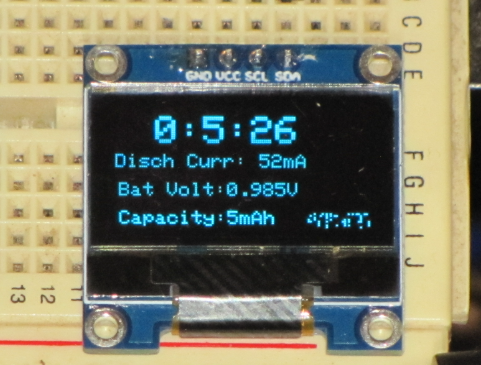 GND VCC SCL SDA
0:5:26
Disch Curr: 52mA
Bat Volt:0.985V
Capacity:5mAh
C
D
E
F
G
H
I
J
13 12 11